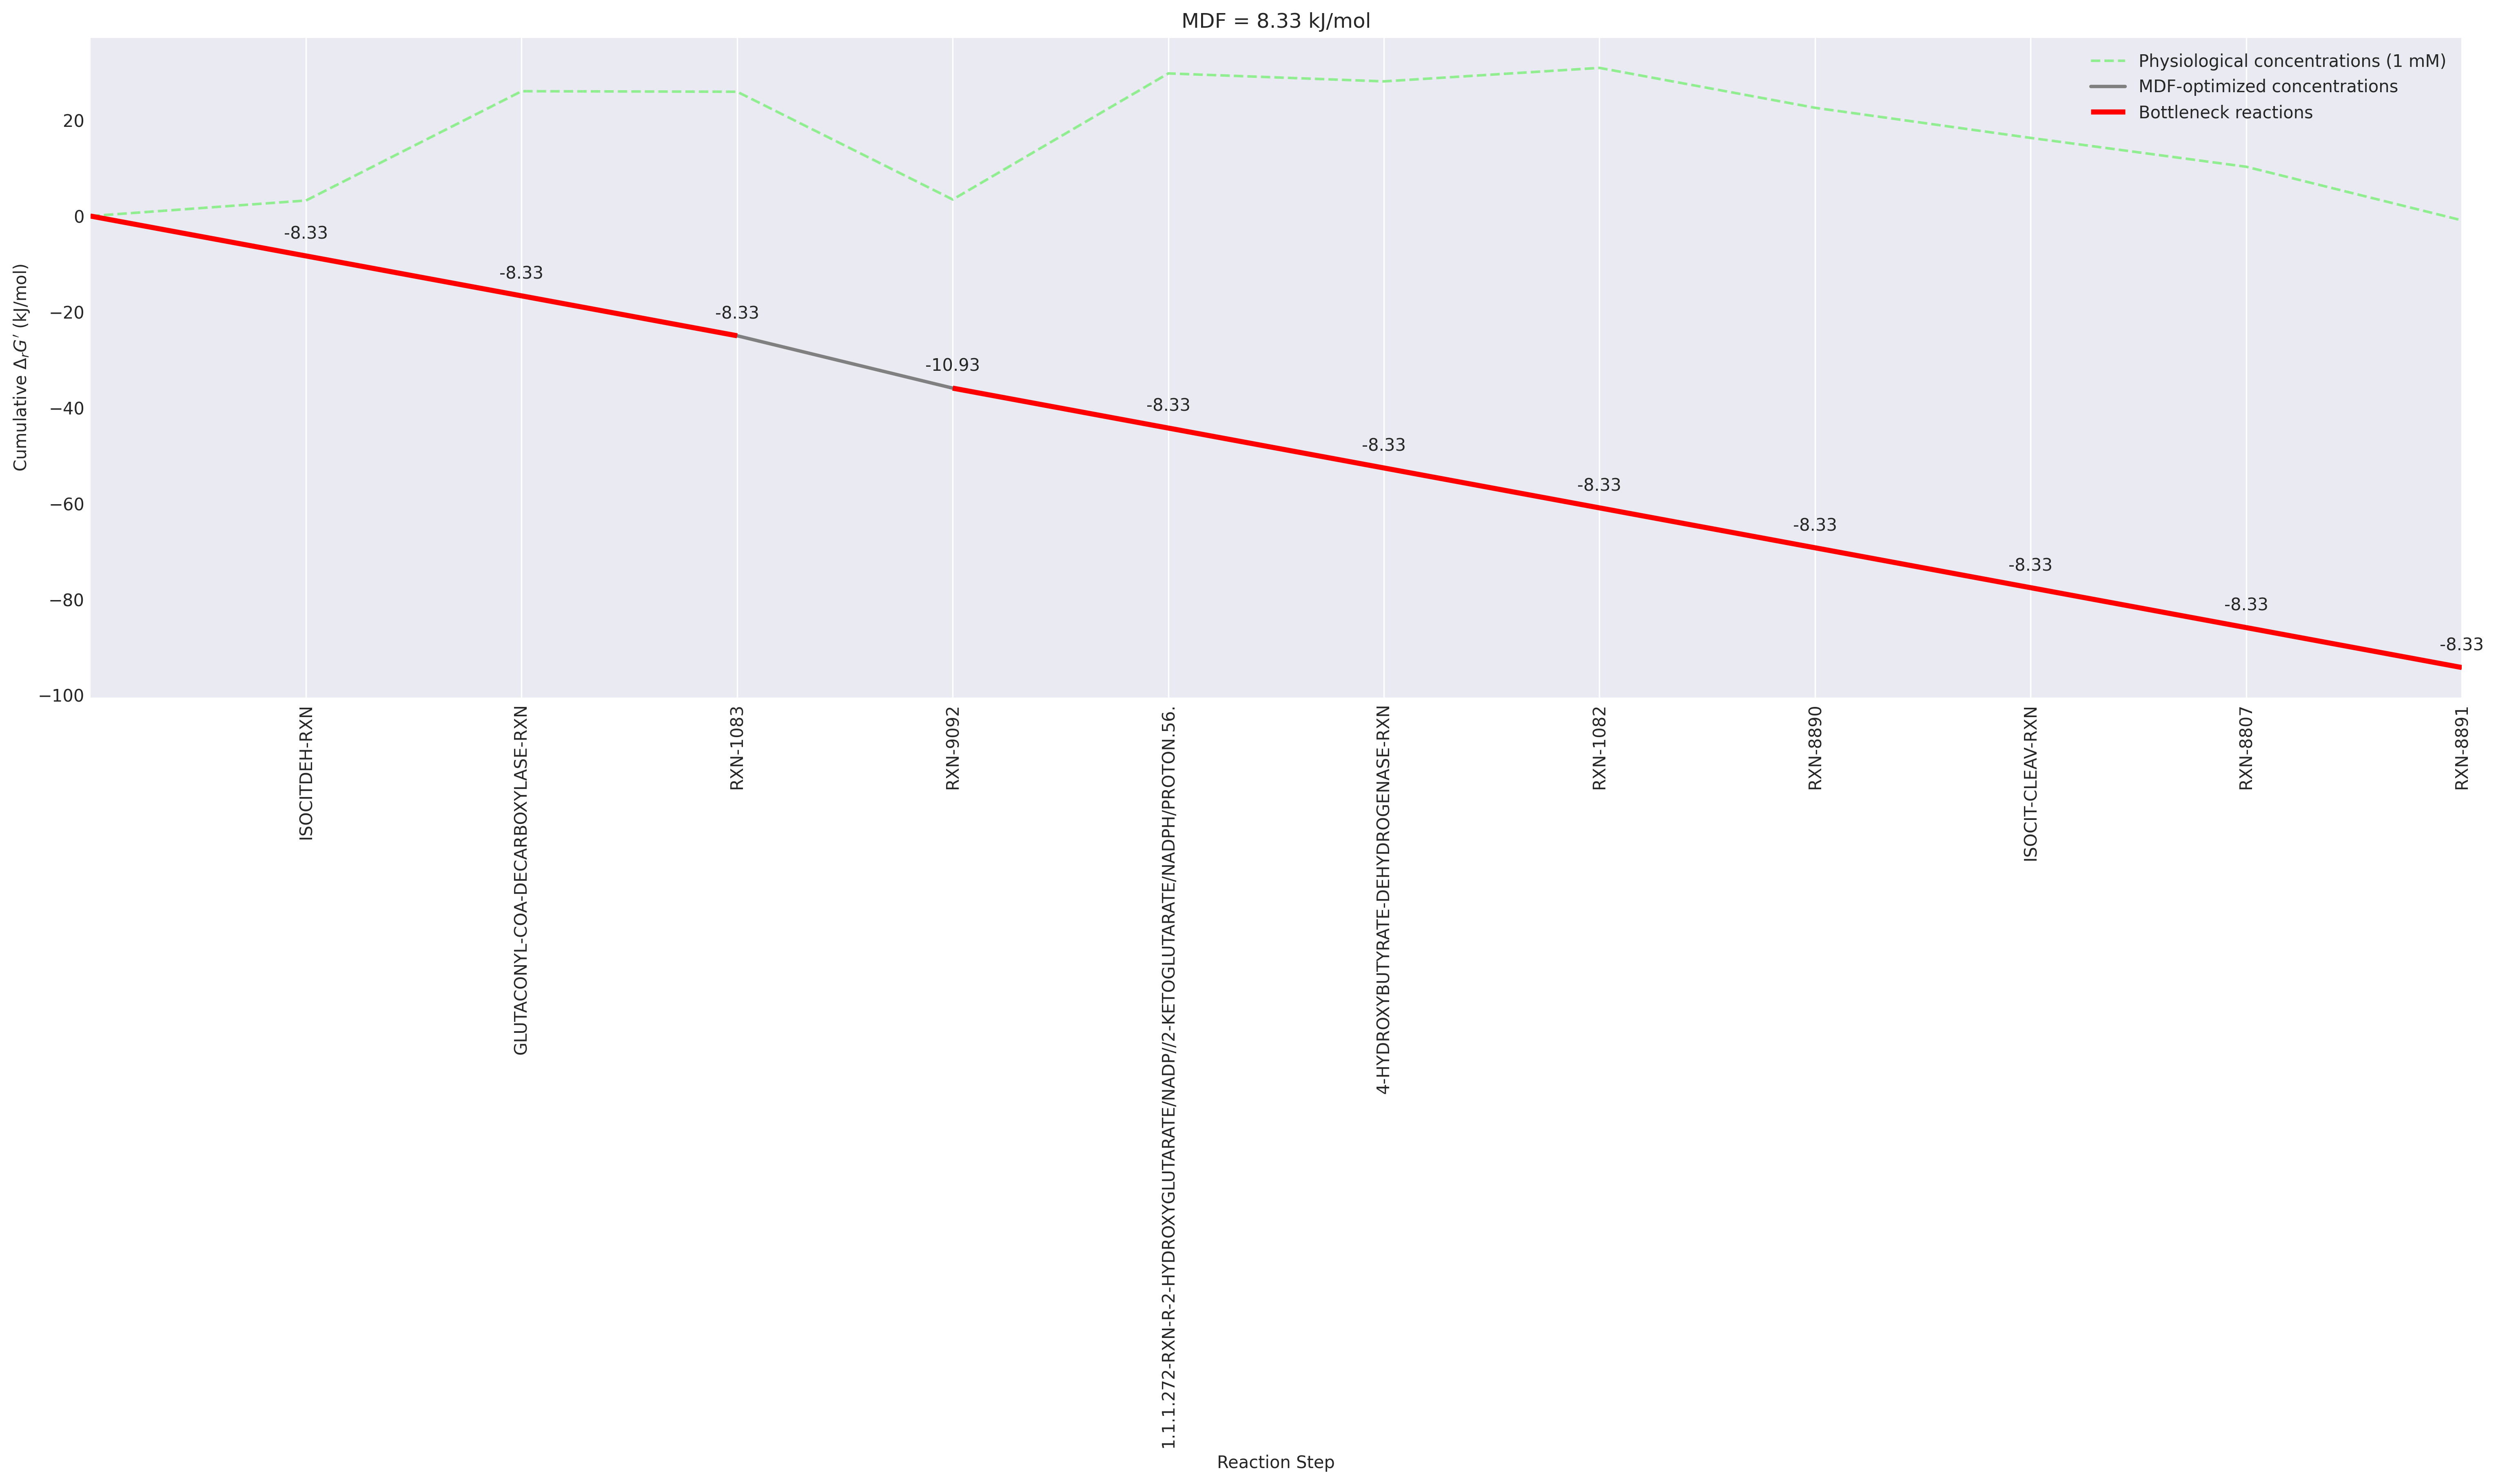 MDF = 8.33 kJ/mol
Physiological concentrations (1 mM)
MDF-optimized concentrations
Bottleneck reactions
Cumulative ΔrG′ (kJ/mol)
20
0
−20
−40
−60
−80
−100
-8.33
-8.33
-8.33
-10.93
-8.33
-8.33
-8.33
-8.33
-8.33
-8.33
-8.33
ISOCITDEH-RXN
GLUTACONYL-COA-DECARBOXYLASE-RXN
RXN-1083
RXN-9092
1.1.1.272-RXN-R-2-HYDROXYGLUTARATE/NADP//2-KETOGLUTARATE/NADPH/PROTON.56.
4-HYDROXYBUTYRATE-DEHYDROGENASE-RXN
RXN-1082
RXN-8890
ISOCIT-CLEAV-RXN
RXN-8807
RXN-8891
Reaction Step